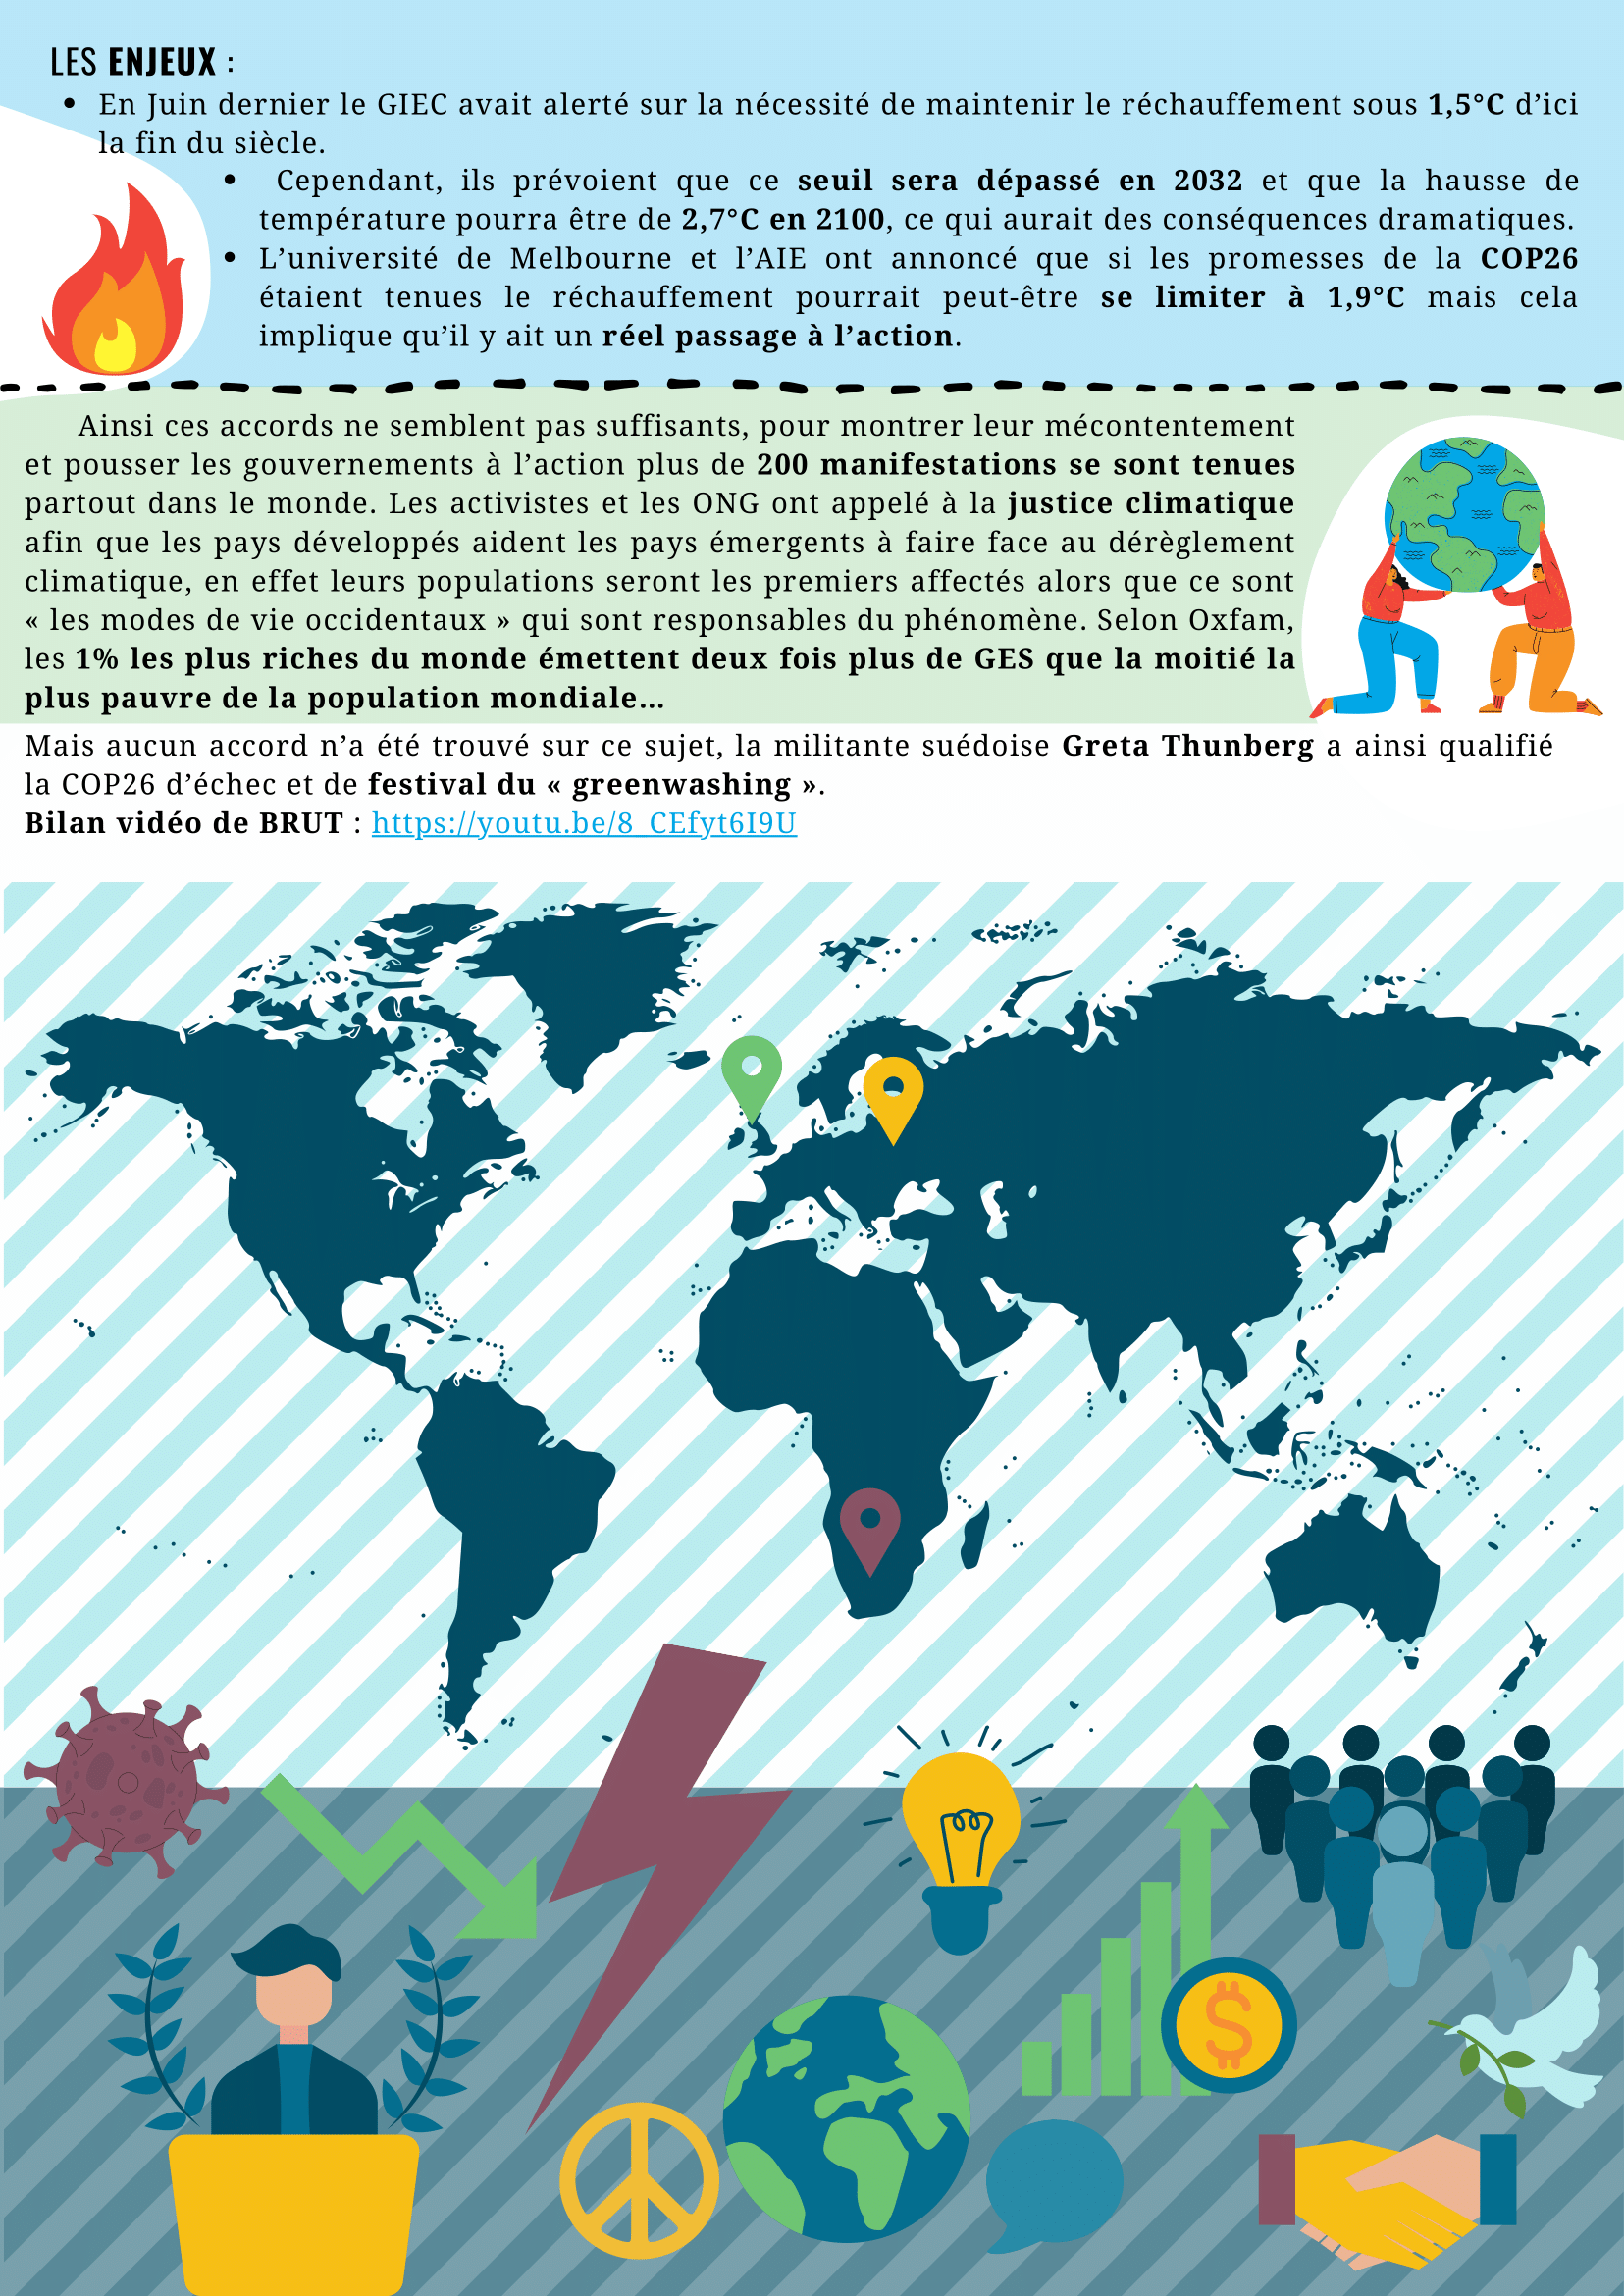 LES ENJEUX :
• En Juin dernier le GIEC avait alerté sur la nécessité de maintenir le réchauffement sous 1,5°C d’ici
la fin du siècle.
• Cependant, ils prévoient que ce seuil sera dépassé en 2032 et que la hausse de
température pourra être de 2,7°C en 2100, ce qui aurait des conséquences dramatiques.
• L’université de Melbourne et l’AIE ont annoncé que si les promesses de la COP26
étaient tenues le réchauffement pourrait peut-être se limiter à 1,9°C mais cela
implique qu’il y ait un réel passage à l’action.
Ainsi ces accords ne semblent pas suffisants, pour montrer leur mécontentement
et pousser les gouvernements à l’action plus de 200 manifestations se sont tenues
partout dans le monde. Les activistes et les ONG ont appelé à la justice climatique
afin que les pays développés aident les pays émergents à faire face au dérèglement
climatique, en effet leurs populations seront les premiers affectés alors que ce sont
« les modes de vie occidentaux » qui sont responsables du phénomène. Selon Oxfam,
les 1% les plus riches du monde émettent deux fois plus de GES que la moitié la
plus pauvre de la population mondiale…
Mais aucun accord n’a été trouvé sur ce sujet, la militante suédoise Greta Thunberg a ainsi qualifié
la COP26 d’échec et de festival du « greenwashing ».
Bilan vidéo de BRUT : https://youtu.be/8_CEfyt6I9U
$